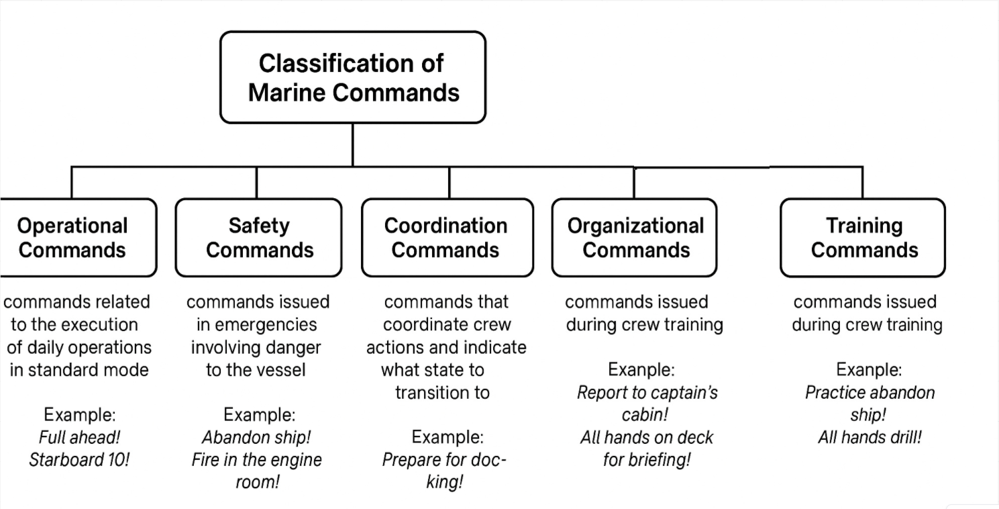 Classification of
Marine Commands
Operational
Commands
commands related
to the execution
of daily operations
in standard mode
Example:
Full ahead!
Starboard 10!
Safety
Commands
commands issued
in emergencies
involving danger
to the vessel
Example:
Abandon ship!
Fire in the engine
room!
Coordination
Commands
commands that
coordinate crew
actions and indicate
what state to
transition to
Example:
Prepare for doc-
king!
Organizational
Commands
commands issued
during crew training
Exanple:
Report to captain’s
cabin!
All hands on deck
for briefing!
Training
Commands
commands issued
during crew training
Exanple:
Practice abandon
ship!
All hands drill!